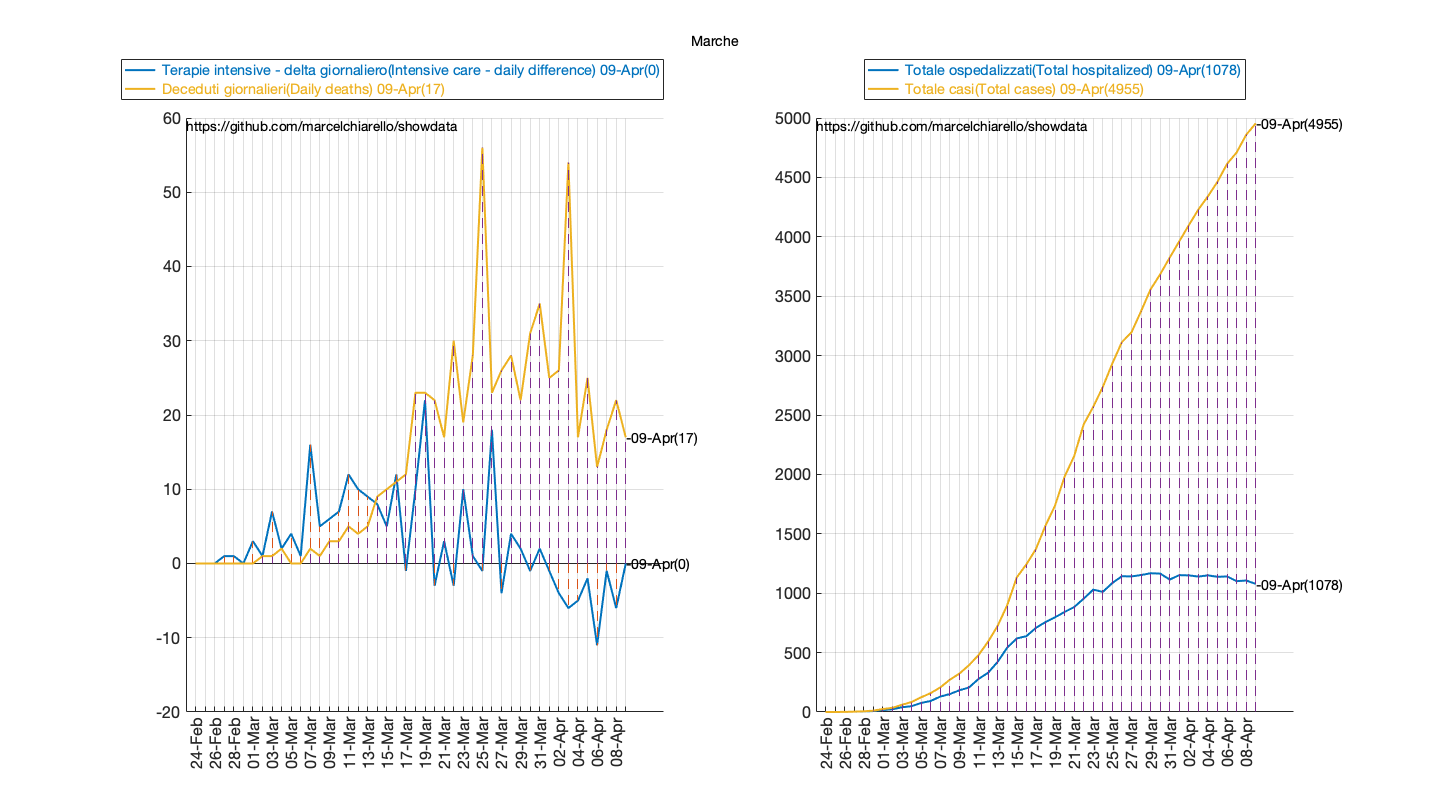 Marche
Terapie intensive - delta giornaliero(Intensive care - daily difference) 09-Apr(0)
Deceduti giornalieri(Daily deaths) 09-Apr(17)
https://github.com/marcelchiarello/showdata
60
50
40
30
20
10
0
-10
-20
-09-Apr(17)
-09-Apr(0)
24-Feb
26-Feb
28-Feb
01-Mar
03-Mar
05-Mar
07-Mar
09-Mar
11-Mar
13-Mar
15-Mar
17-Mar
19-Mar
21-Mar
23-Mar
25-Mar
27-Mar
29-Mar
31-Mar
02-Apr
04-Apr
06-Apr
08-Apr
Totale ospedalizzati(Total hospitalized) 09-Apr(1078)
Totale casi(Total cases) 09-Apr(4955)
https://github.com/marcelchiarello/showdata
5000
4500
4000
3500
3000
2500
2000
1500
1000
500
0
-09-Apr(4955)
-09-Apr(1078)
24-Feb
26-Feb
28-Feb
01-Mar
03-Mar
05-Mar
07-Mar
09-Mar
11-Mar
13-Mar
15-Mar
17-Mar
19-Mar
21-Mar
23-Mar
25-Mar
27-Mar
29-Mar
31-Mar
02-Apr
04-Apr
06-Apr
08-Apr